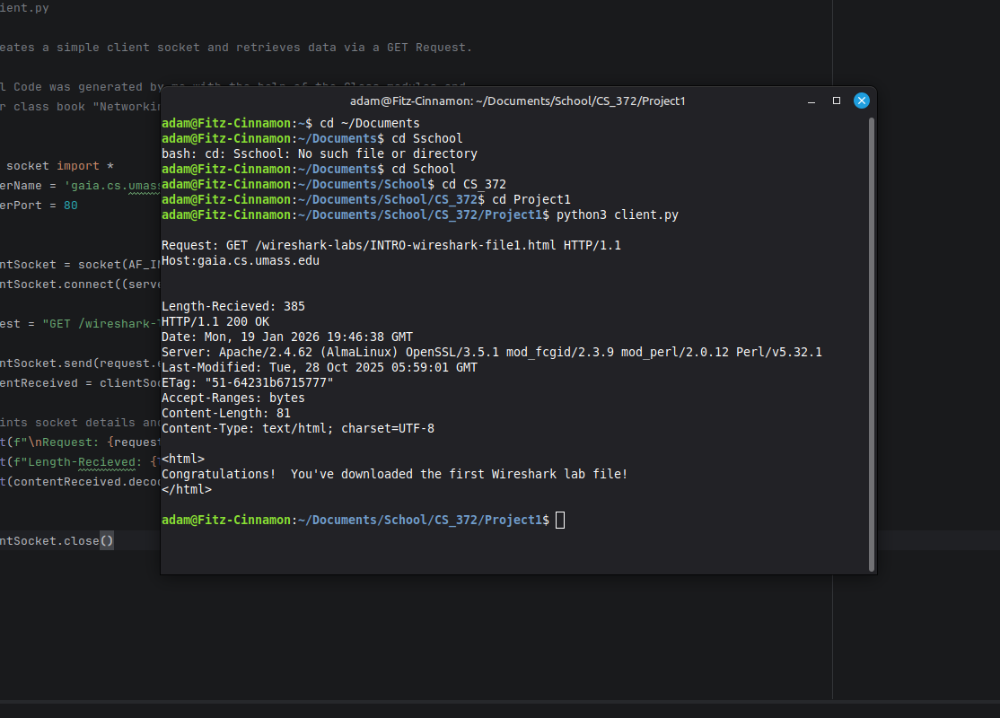 ient.py
eates a simple client socket and retrieves data via a GET Request.
l Code was generated by me with the help of the Class modules and
r class book "Networkin
adam@Fitz-Cinnamon: ~/Documents/School/CS_372/Project1
adam@Fitz-Cinnamon:~$ cd ~/Documents
adam@Fitz-Cinnamon:~/Documents$ cd Sschool
bash: cd: Sschool: No such file or directory
adam@Fitz-Cinnamon:~/Documents$ cd School
adam@Fitz-Cinnamon:~/Documents/School$ cd CS_372
adam@Fitz-Cinnamon:~/Documents/School/CS_372$ cd Project1
adam@Fitz-Cinnamon:~/Documents/School/CS_372/Project1$ python3 client.py
Request: GET /wireshark-labs/INTRO-wireshark-file1.html HTTP/1.1
Host:gaia.cs.umass.edu
Length-Recieved: 385
HTTP/1.1 200 OK
Date: Mon, 19 Jan 2026 19:46:38 GMT
Server: Apache/2.4.62 (AlmaLinux) OpenSSL/3.5.1 mod_fcgid/2.3.9 mod_perl/2.0.12 Perl/v5.32.1
Last-Modified: Tue, 28 Oct 2025 05:59:01 GMT
ETag: "51-64231b6715777"
Accept-Ranges: bytes
Content-Length: 81
Content-Type: text/html; charset=UTF-8
<html>
Congratulations!  You've downloaded the first Wireshark lab file!
</html>
adam@Fitz-Cinnamon:~/Documents/School/CS_372/Project1$
socket import *
erName = 'gaia.cs.umass
erPort = 80
ntSocket = socket(AF_IN
ntSocket.connect((serve
est = "GET /wireshark-
ntSocket.send(request.e
entReceived = clientSoc
ints socket details and
t(f"\nRequest: {request
t(f"Length-Recieved: {
t(contentReceived.deco
ntSocket.close()